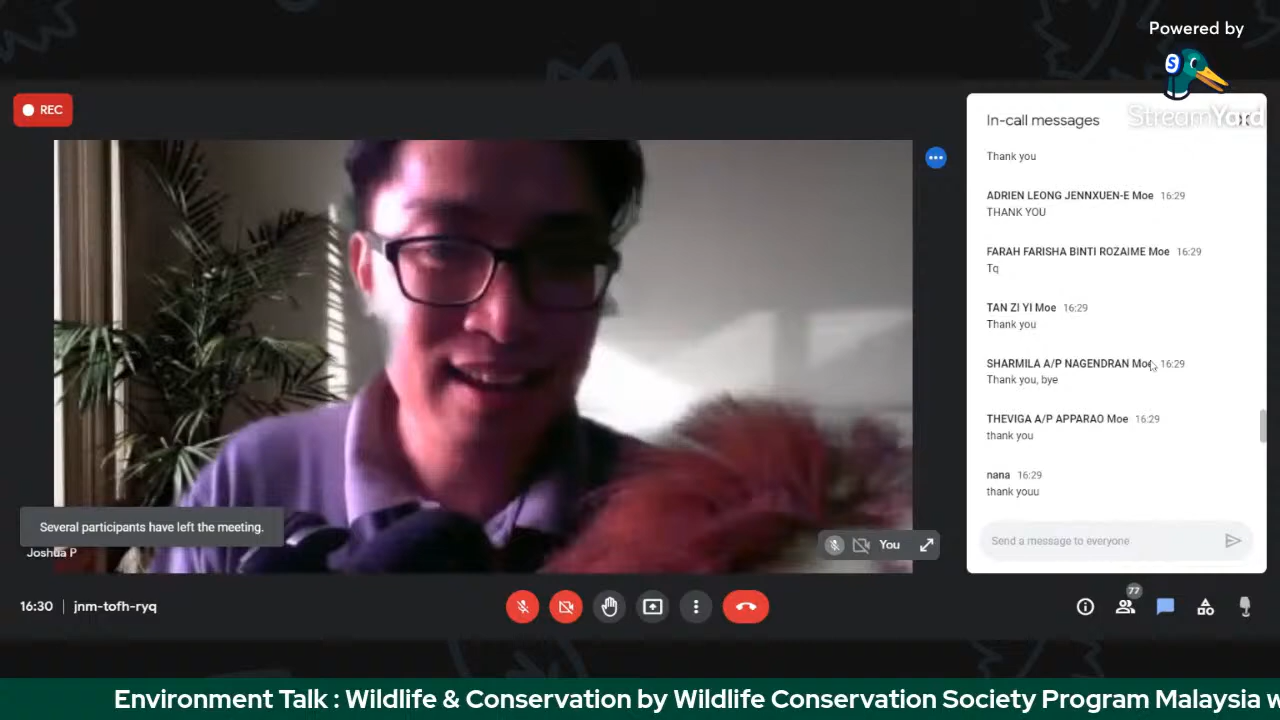 Powered by
StreamYard
REC
In-call messages
Thank you
ADRIEN LEONG JENNXUEN-E Moe 16:29
THANK YOU
FARAH FARISHA BINTI ROZAIME Moe 16:29
Tq
TAN ZI YI Moe 16:29
Thank you
SHARMILA A/P NAGENDRAN Moe 16:29
Thank you, bye
THEVIGA A/P APPARAO Moe 16:29
thank you
nana 16:29
thank youu
Send a message to everyone
Several participants have left the meeting.
Joshua P
You
16:30 | jnm-tofh-ryq
77
Environment Talk : Wildlife & Conservation by Wildlife Conservation Society Program Malaysia w